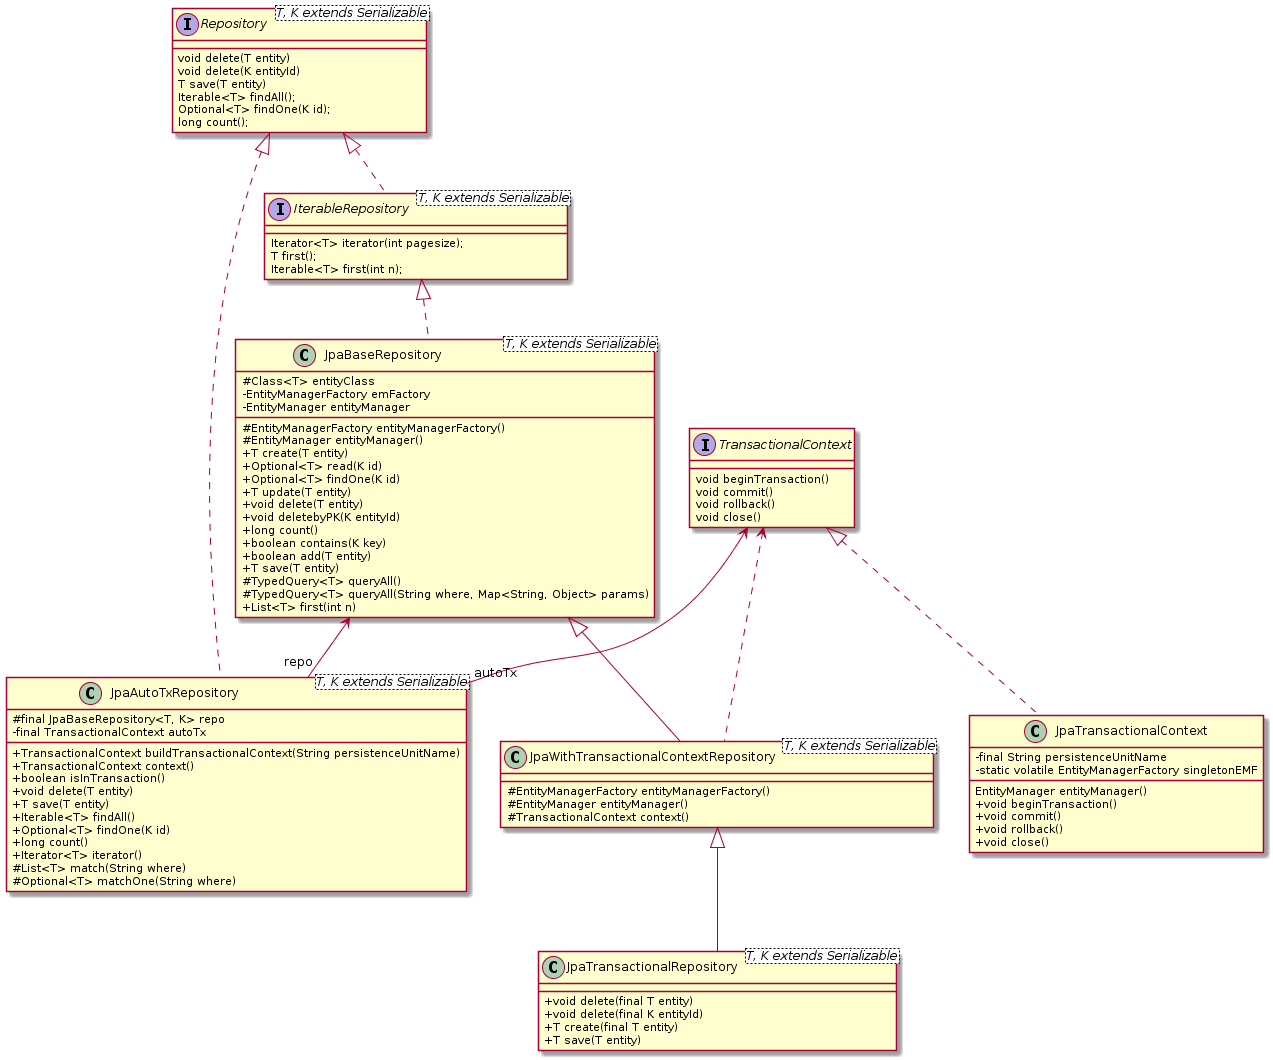 T, K extends Serializable
I Repository
void delete(T entity)
void delete(K entityId)
T save(T entity)
Iterable<T> findAll();
Optional<T> findOne(K id);
long count();
T, K extends Serializable
I IterableRepository
Iterator<T> iterator(int pagesize);
T first();
Iterable<T> first(int n);
T, K extends Serializable
C JpaBaseRepository
#Class<T> entityClass
-EntityManagerFactory emFactory
-EntityManager entityManager
#EntityManagerFactory entityManagerFactory()
#EntityManager entityManager()
+T create(T entity)
+Optional<T> read(K id)
+Optional<T> findOne(K id)
+T update(T entity)
+void delete(T entity)
+void deletebyPK(K entityId)
+long count()
+boolean contains(K key)
+boolean add(T entity)
+T save(T entity)
#TypedQuery<T> queryAll()
#TypedQuery<T> queryAll(String where, Map<String, Object> params)
+List<T> first(int n)
I TransactionalContext
void beginTransaction()
void commit()
void rollback()
void close()
repo
autoTx
T, K extends Serializable
C JpaAutoTxRepository
#final JpaBaseRepository<T, K> repo
-final TransactionalContext autoTx
+TransactionalContext buildTransactionalContext(String persistenceUnitName)
+TransactionalContext context()
+boolean isInTransaction()
+void delete(T entity)
+T save(T entity)
+Iterable<T> findAll()
+Optional<T> findOne(K id)
+long count()
+Iterator<T> iterator()
#List<T> match(String where)
#Optional<T> matchOne(String where)
T, K extends Serializable
C JpaWithTransactionalContextRepository
#EntityManagerFactory entityManagerFactory()
#EntityManager entityManager()
#TransactionalContext context()
C JpaTransactionalContext
-final String persistenceUnitName
-static volatile EntityManagerFactory singletonEMF
EntityManager entityManager()
+void beginTransaction()
+void commit()
+void rollback()
+void close()
T, K extends Serializable
C JpaTransactionalRepository
+void delete(final T entity)
+void delete(final K entityId)
+T create(final T entity)
+T save(T entity)